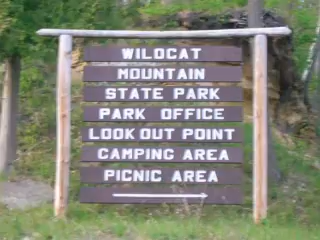 WILDCAT
MOUNTAIN
STATE PARK
PARK OFFICE
LOOK OUT POINT
CAMPING AREA
PICNIC AREA